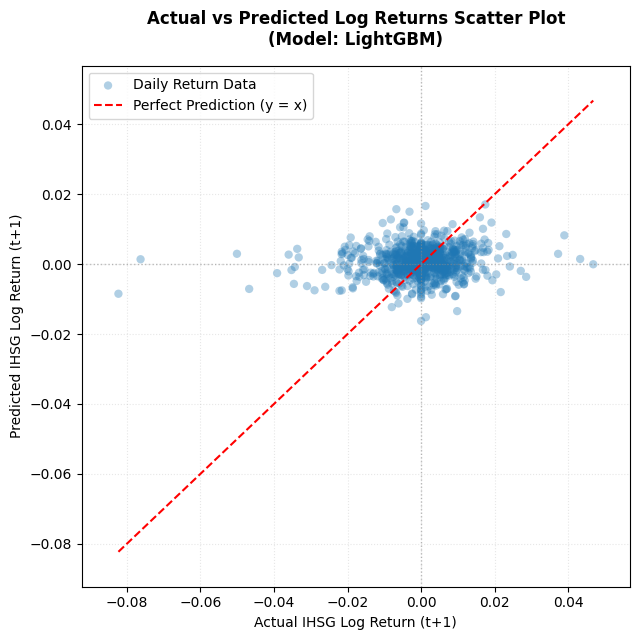 Actual vs Predicted Log Returns Scatter Plot
(Model: LightGBM)
Daily Return Data
Perfect Prediction (y = x)
Predicted IHSG Log Return (t+1)
0.04
0.02
0.00
−0.02
−0.04
−0.06
−0.08
−0.08
−0.06
−0.04
−0.02
0.00
0.02
0.04
Actual IHSG Log Return (t+1)